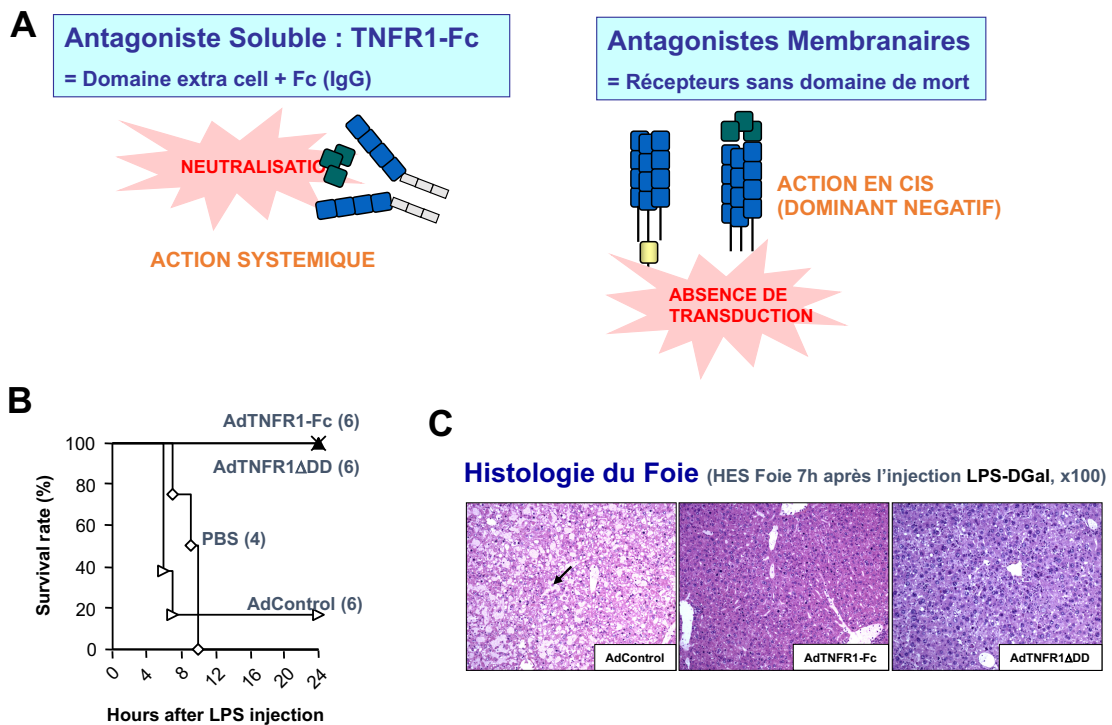 A
Antagoniste Soluble : TNFR1-Fc
= Domaine extra cell + Fc (IgG)
NEUTRALISATIO
ACTION SYSTEMIQUE
Antagonistes Membranaires
= Récepteurs sans domaine de mort
ACTION EN CIS
(DOMINANT NEGATIF)
ABSENCE DE
TRANSDUCTION
B
AdTNFR1-Fc (6)
AdTNFR1ΔDD (6)
PBS (4)
AdControl (6)
Survival rate (%)
100
80
60
40
20
0
0 4 8 12 16 20 24
Hours after LPS injection
C
Histologie du Foie (HES Foie 7h après l'injection LPS-DGal, x100)
AdControl
AdTNFR1-Fc
AdTNFR1ΔDD